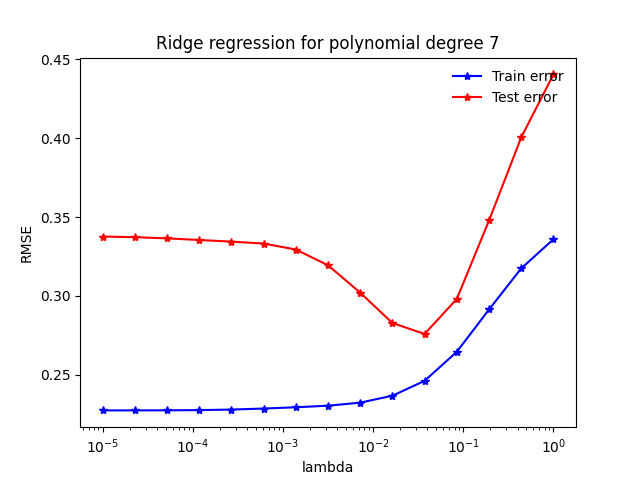 Ridge regression for polynomial degree 7
Train error
Test error
RMSE
0.45
0.40
0.35
0.30
0.25
10⁻⁵ 10⁻⁴ 10⁻³ 10⁻² 10⁻¹ 10⁰
lambda